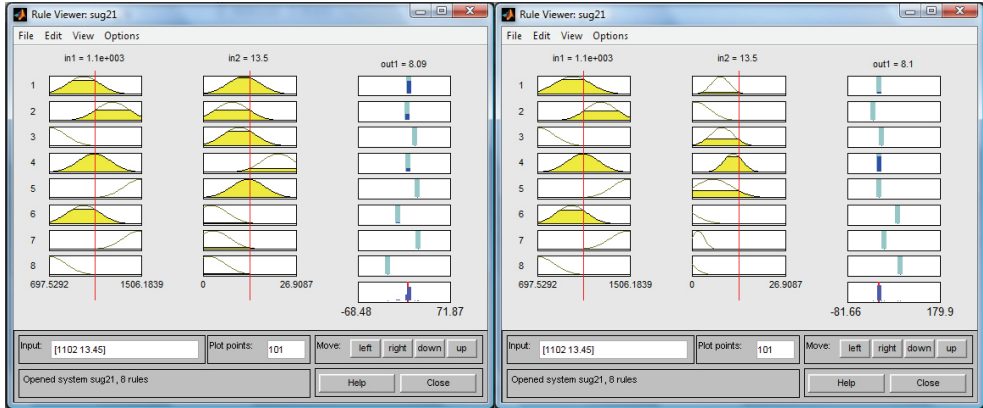 Rule Viewer: sug21
File Edit View Options
in1 = 1.1e+003
in2 = 13.5
out1 = 8.09
1
2
3
4
5
6
7
8
697.5292 1506.1839
0 26.9087
-68.48 71.87
Input: [1102 13.45]
Plot points: 101
Move: left right down up
Opened system sug21, 8 rules
Help Close
Rule Viewer: sug21
File Edit View Options
in1 = 1.1e+003
in2 = 13.5
out1 = 8.1
1
2
3
4
5
6
7
8
697.5292 1506.1839
0 26.9087
-81.66 179.9
Input: [1102 13.45]
Plot points: 101
Move: left right down up
Opened system sug21, 8 rules
Help Close